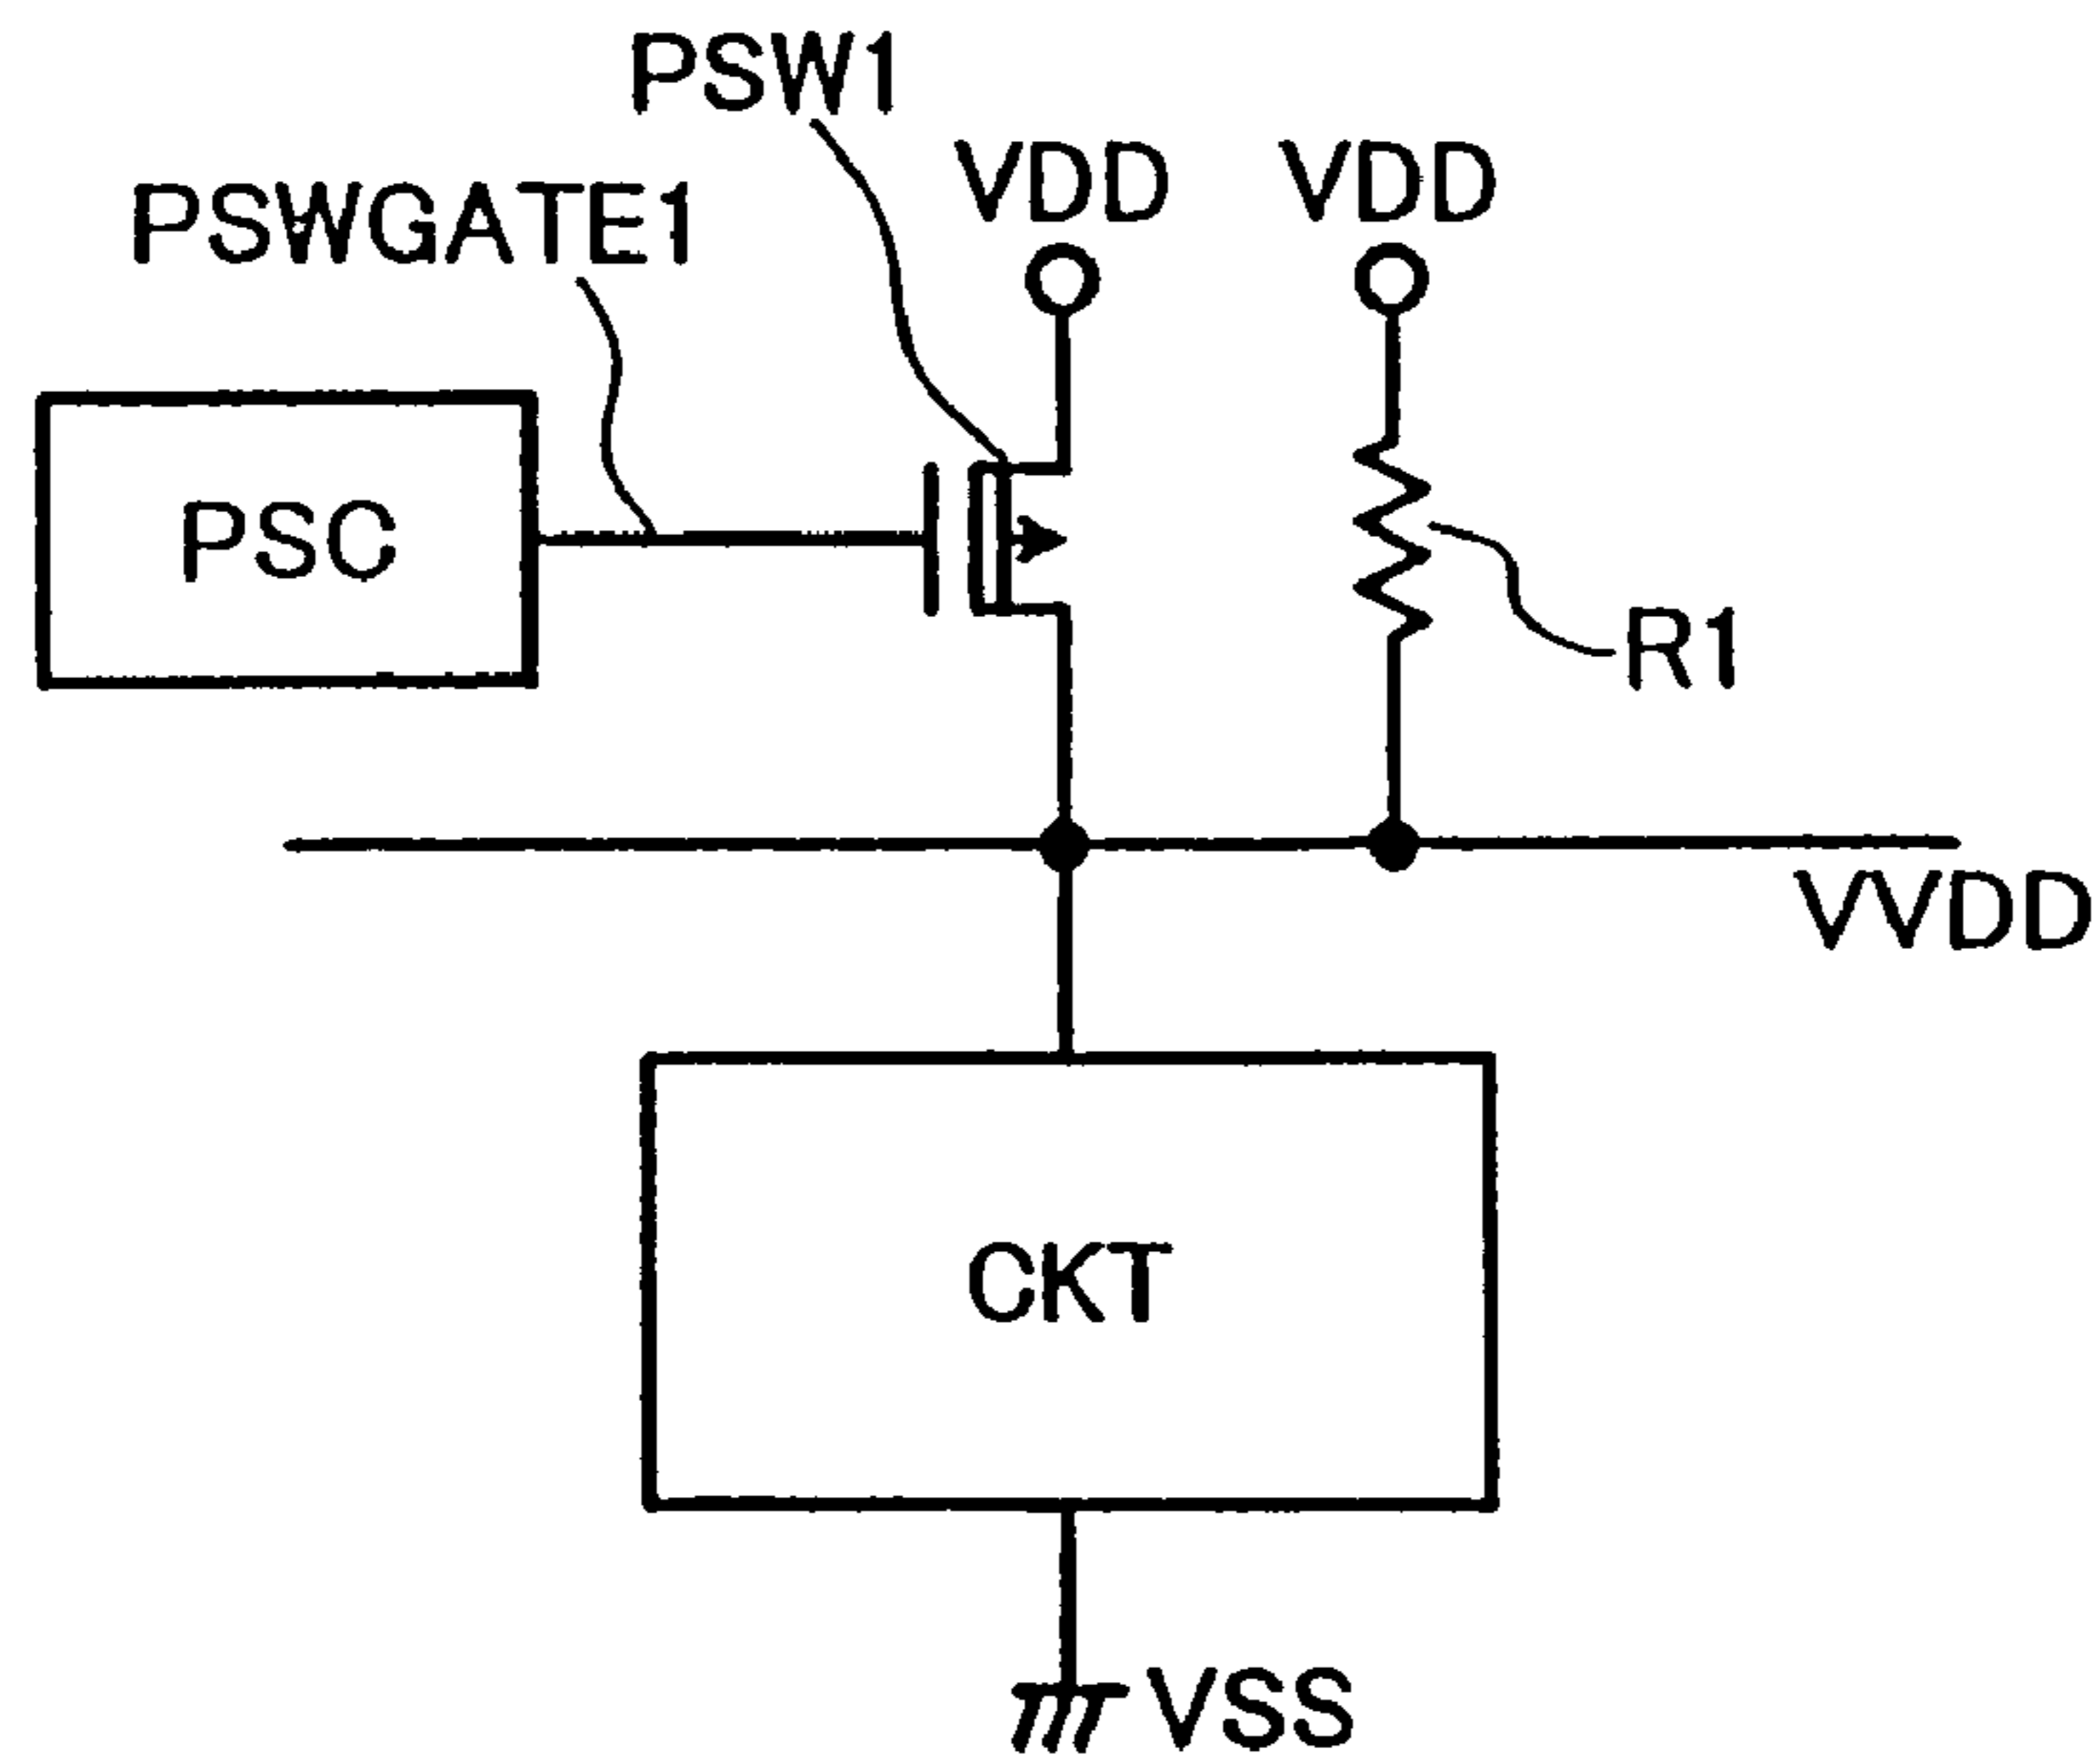 PSW1
VDD
VDD
PSWGATE1
PSC
R1
VVDD
CKT
VSS